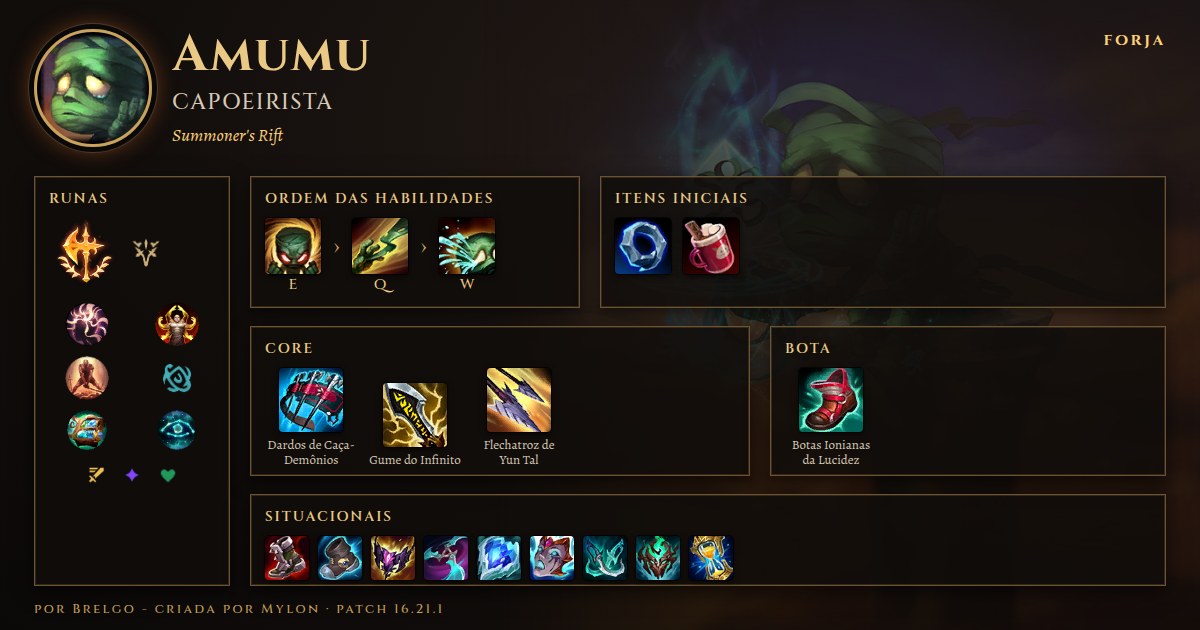 AMUMU
FORJA
CAPOEIRISTA
Summoner's Rift
RUNAS
ORDEM DAS HABILIDADES
E
Q
W
ITENS INICIAIS
CORE
Dardos de Caça-
Demônios
Gume do Infinito
Flechatroz de
Yun Tal
BOTA
Botas Ionianas
da Lucidez
SITUACIONAIS
POR BRELGO - CRIADA POR MYLON · PATCH 16.21.1